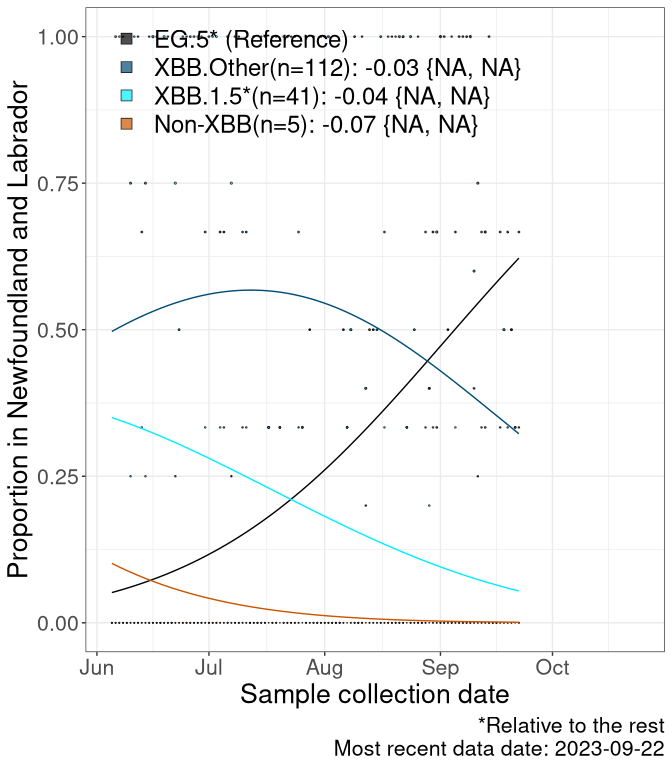 1.00
EG.5* (Reference)
XBB.Other(n=112): -0.03 {NA, NA}
XBB.1.5*(n=41): -0.04 {NA, NA}
Non-XBB(n=5): -0.07 {NA, NA}
0.75
0.50
0.25
0.00
Proportion in Newfoundland and Labrador
Jun Jul Aug Sep Oct
Sample collection date
*Relative to the rest
Most recent data date: 2023-09-22